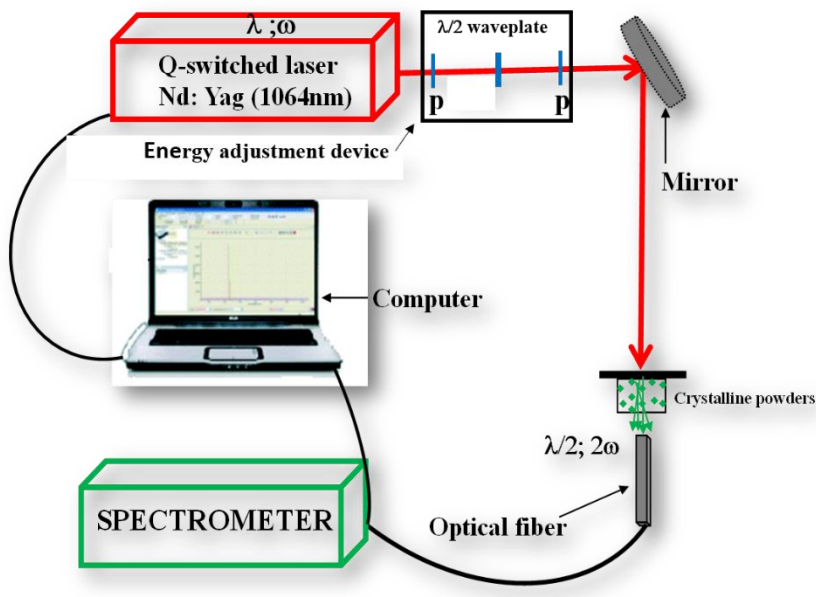 λ ;ω
Q-switched laser
Nd: Yag (1064nm)
λ/2 waveplate
p
p
Energy adjustment device
Mirror
Computer
Crystalline powders
λ/2; 2ω
SPECTROMETER
Optical fiber